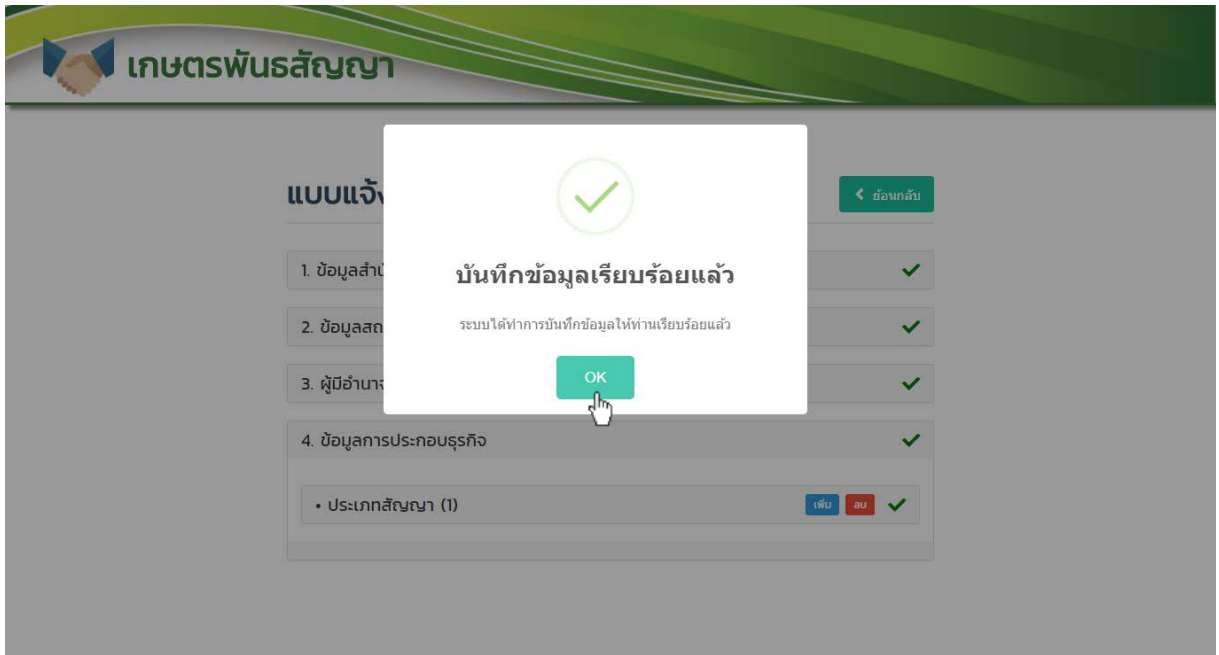 เกษตรพันธสัญญา
แบบแจ้ง
ย้อนกลับ
1. ข้อมูลสำนั
บันทึกข้อมูลเรียบร้อยแล้ว
2. ข้อมูลสถ
ระบบได้ทำการบันทึกข้อมูลให้ท่านเรียบร้อยแล้ว
3. ผู้มีอำนาจ
OK
4. ข้อมูลการประกอบธุรกิจ
• ประเภทสัญญา (1)
เพิ่ม
ลบ